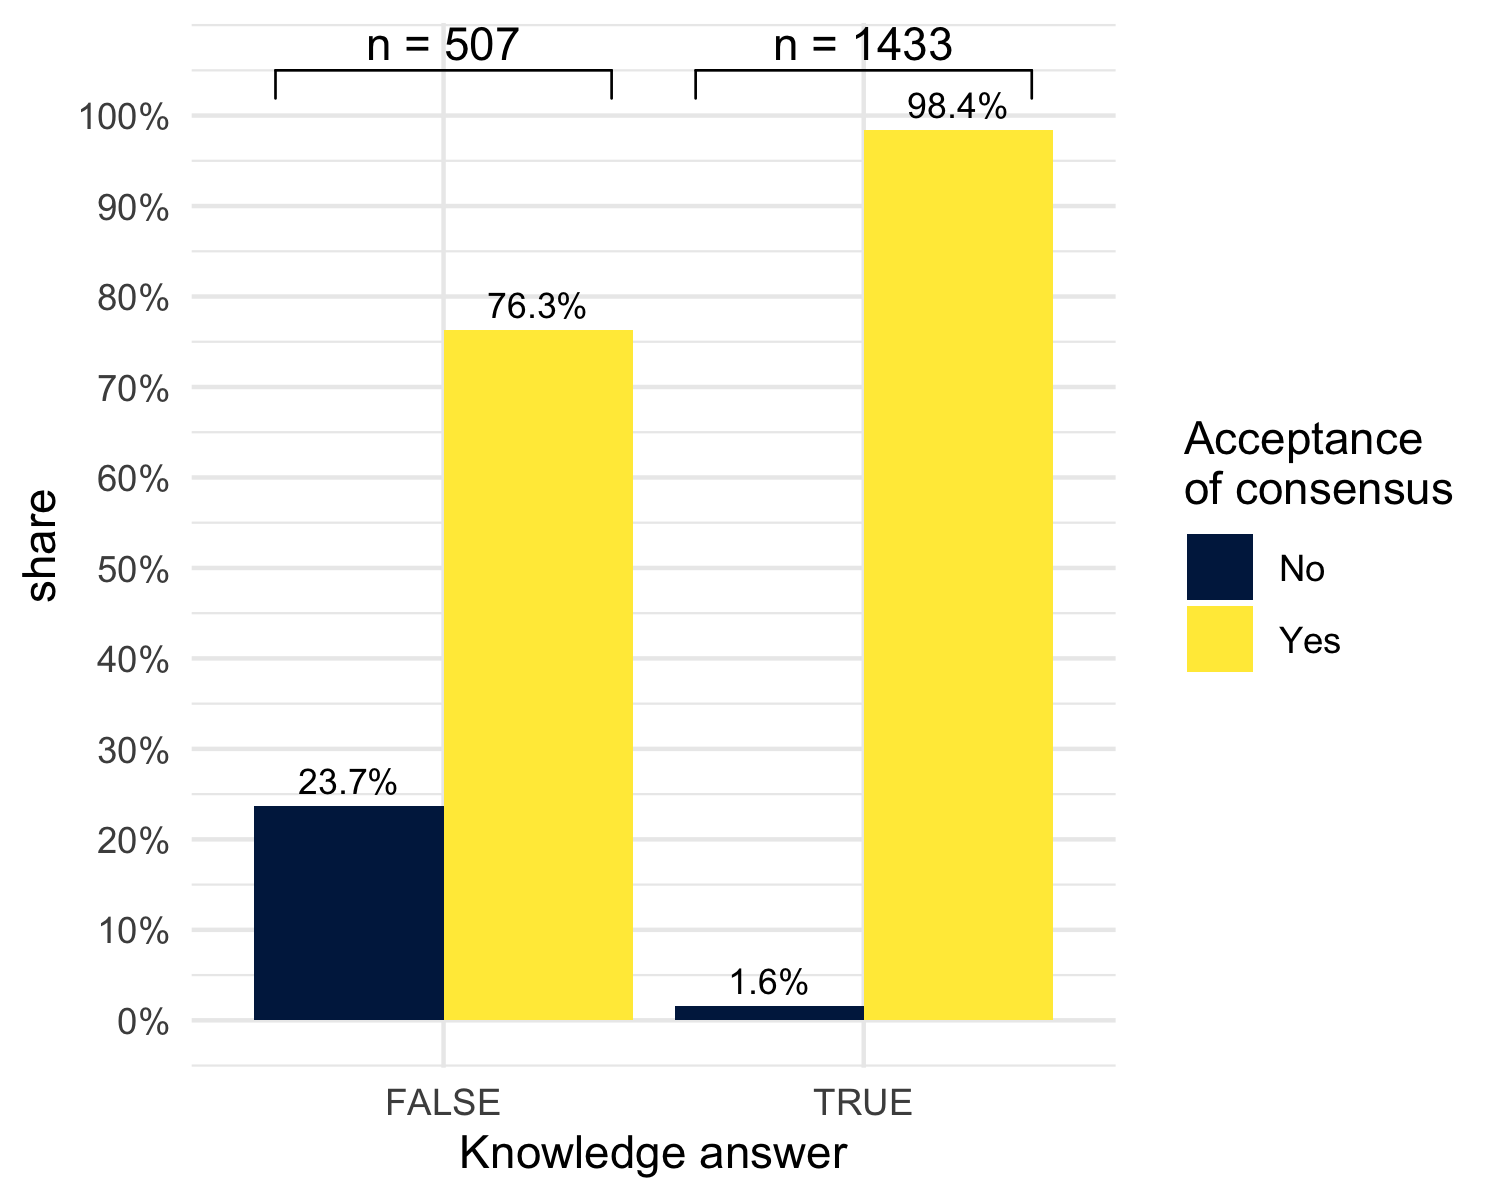 n = 507
n = 1433
100%
90%
80%
70%
60%
50%
40%
30%
20%
10%
0%
share
23.7%
76.3%
1.6%
98.4%
FALSE
TRUE
Knowledge answer
Acceptance
of consensus
No
Yes